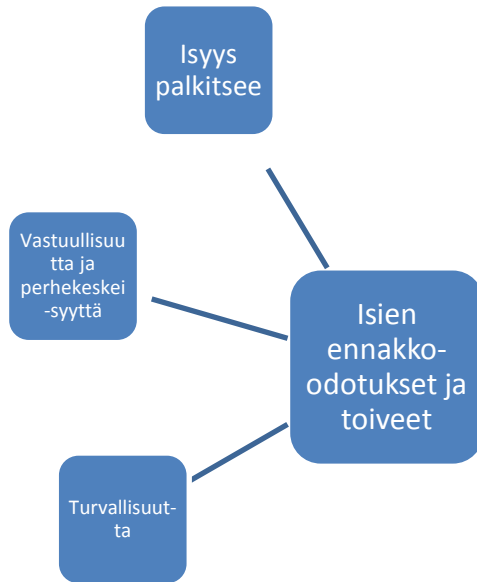 Isyys
palkitsee
Vastuullisuu
tta ja
perhekeskei
-syyttä
Isien
ennakko-
odotukset ja
toiveet
Turvallisuut-
ta